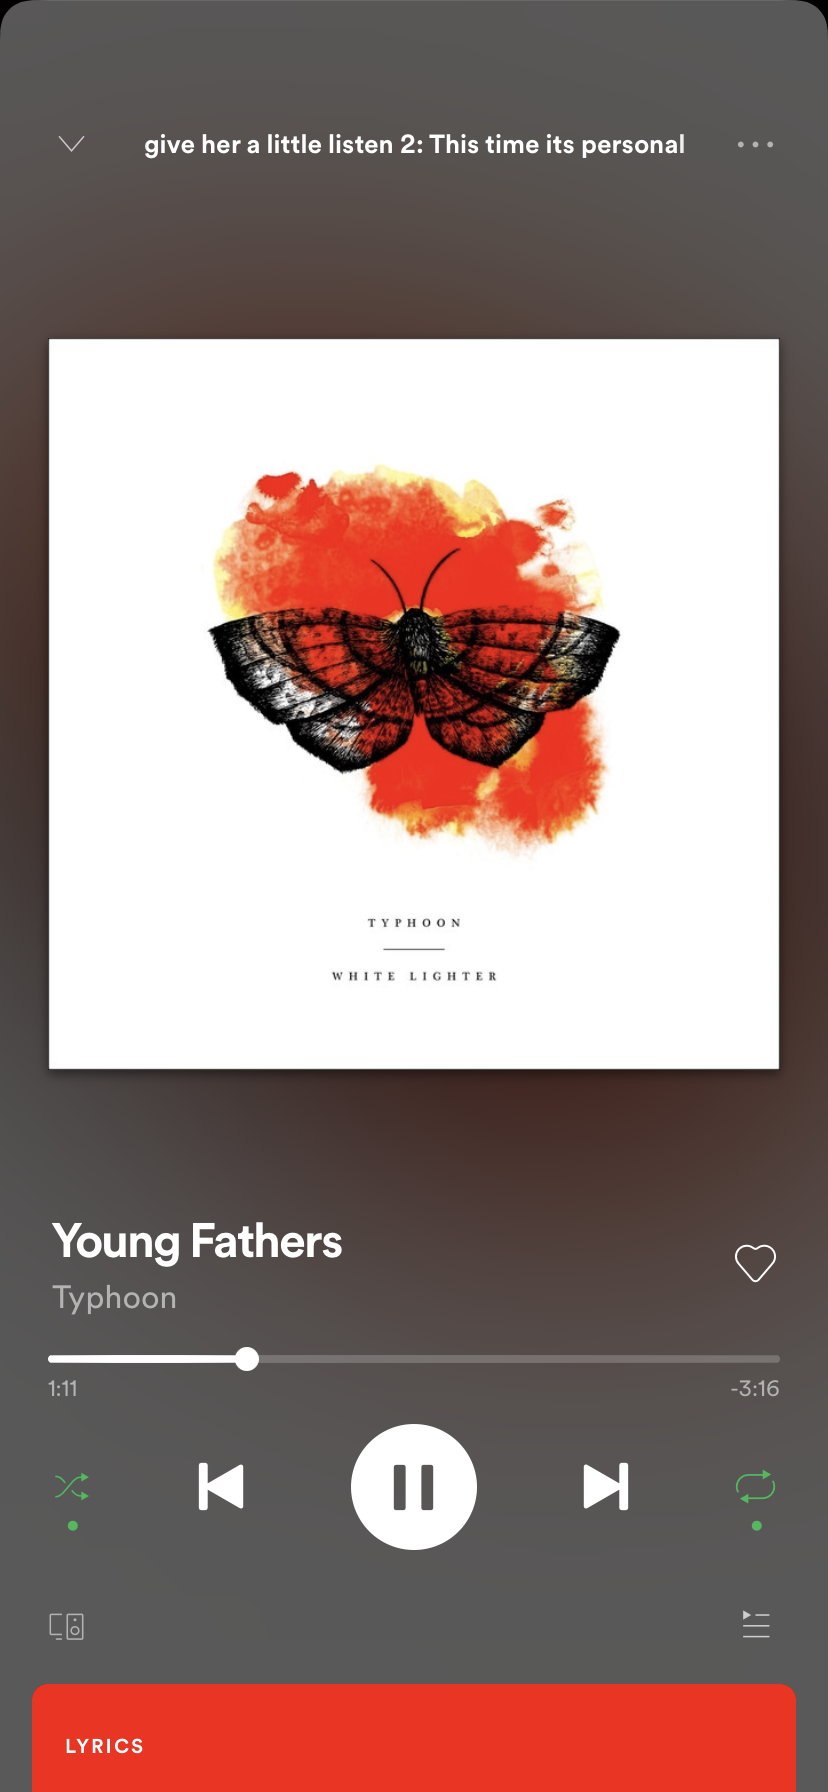 give her a little listen 2: This time its personal
TYPHOON
WHITE LIGHTER
Young Fathers
Typhoon
1:11
-3:16
LYRICS